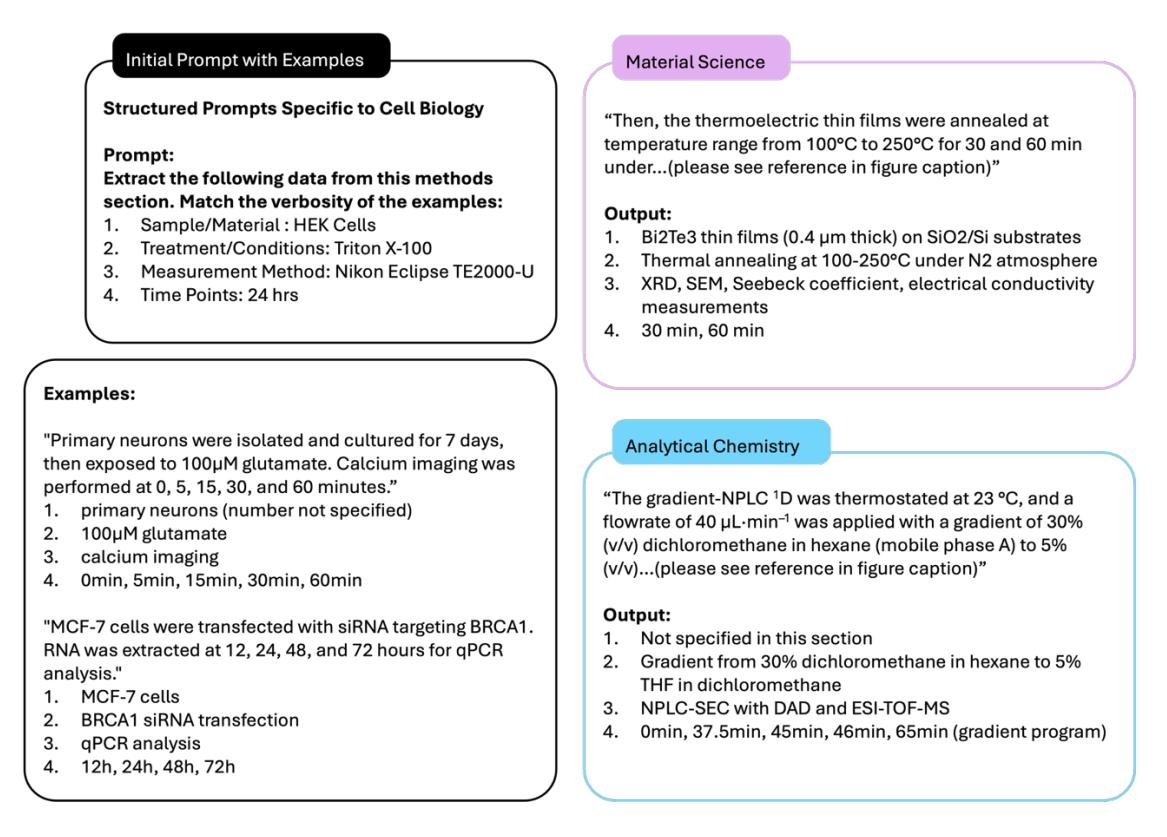 Initial Prompt with Examples
Structured Prompts Specific to Cell Biology
Prompt:
Extract the following data from this methods
section. Match the verbosity of the examples:
1. Sample/Material : HEK Cells
2. Treatment/Conditions: Triton X-100
3. Measurement Method: Nikon Eclipse TE2000-U
4. Time Points: 24 hrs
Examples:
"Primary neurons were isolated and cultured for 7 days,
then exposed to 100µM glutamate. Calcium imaging was
performed at 0, 5, 15, 30, and 60 minutes.”
1. primary neurons (number not specified)
2. 100µM glutamate
3. calcium imaging
4. 0min, 5min, 15min, 30min, 60min
"MCF-7 cells were transfected with siRNA targeting BRCA1.
RNA was extracted at 12, 24, 48, and 72 hours for qPCR
analysis."
1. MCF-7 cells
2. BRCA1 siRNA transfection
3. qPCR analysis
4. 12h, 24h, 48h, 72h
Material Science
“Then, the thermoelectric thin films were annealed at
temperature range from 100°C to 250°C for 30 and 60 min
under...(please see reference in figure caption)”
Output:
1. Bi2Te3 thin films (0.4 µm thick) on SiO2/Si substrates
2. Thermal annealing at 100-250°C under N2 atmosphere
3. XRD, SEM, Seebeck coefficient, electrical conductivity
measurements
4. 30 min, 60 min
Analytical Chemistry
“The gradient-NPLC ¹D was thermostated at 23 °C, and a
flowrate of 40 µL·min⁻¹ was applied with a gradient of 30%
(v/v) dichloromethane in hexane (mobile phase A) to 5%
(v/v)...(please see reference in figure caption)”
Output:
1. Not specified in this section
2. Gradient from 30% dichloromethane in hexane to 5%
THF in dichloromethane
3. NPLC-SEC with DAD and ESI-TOF-MS
4. 0min, 37.5min, 45min, 46min, 65min (gradient program)